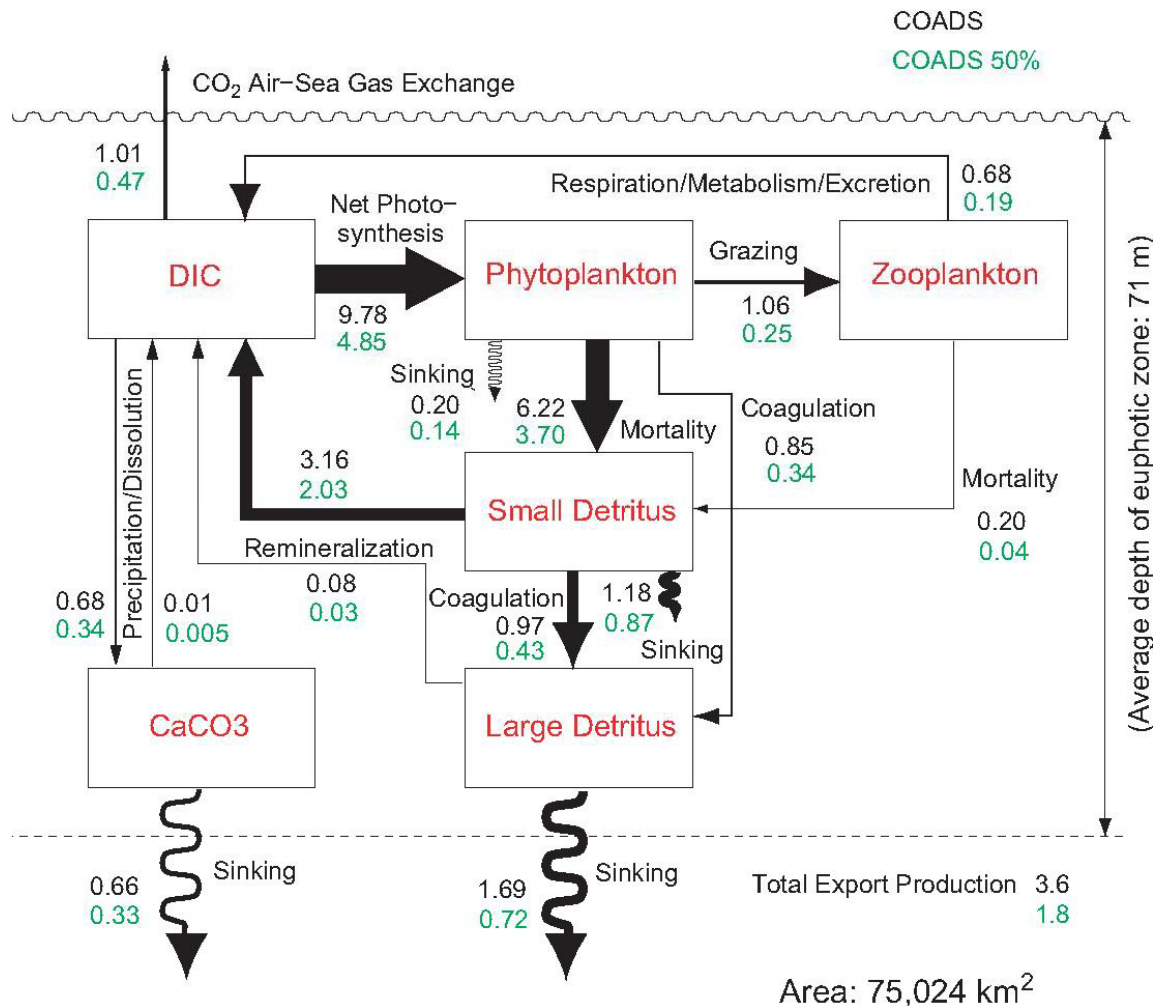 COADS
COADS 50%
CO₂ Air−Sea Gas Exchange
1.01
0.47
Respiration/Metabolism/Excretion
0.68
0.19
Net Photo−
synthesis
DIC
Phytoplankton
Grazing
Zooplankton
9.78
4.85
1.06
0.25
Sinking
0.20
0.14
6.22
3.70
Mortality
Coagulation
0.85
0.34
3.16
2.03
Small Detritus
Mortality
0.20
0.04
Precipitation/Dissolution
Remineralization
0.08
0.03
0.68
0.34
0.01
0.005
Coagulation
0.97
0.43
1.18
0.87
Sinking
CaCO3
Large Detritus
(Average depth of euphotic zone: 71 m)
Sinking
0.66
0.33
Sinking
1.69
0.72
Total Export Production 3.6
1.8
Area: 75,024 km²